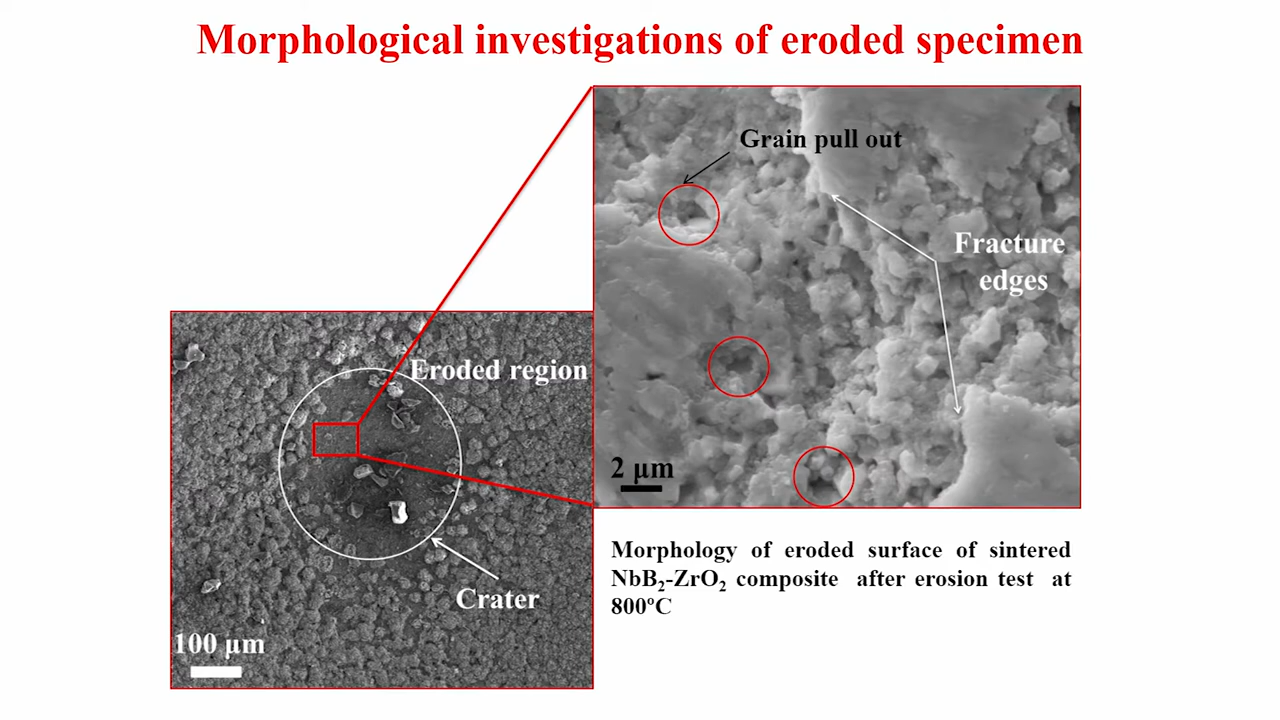 Morphological investigations of eroded specimen
Grain pull out
Fracture
edges
Eroded region
2 µm
Crater
100 µm
Morphology of eroded surface of sintered
NbB₂-ZrO₂ composite after erosion test at
800ºC